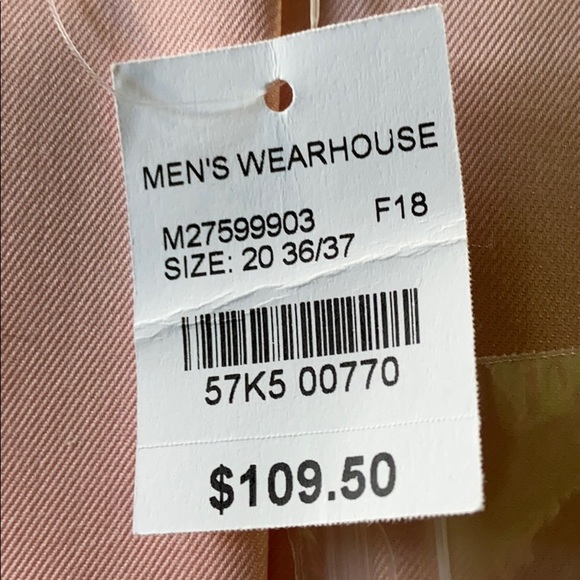 MEN'S WEARHOUSE
M27599903 F18
SIZE: 20 36/37
57K5 00770
$109.50